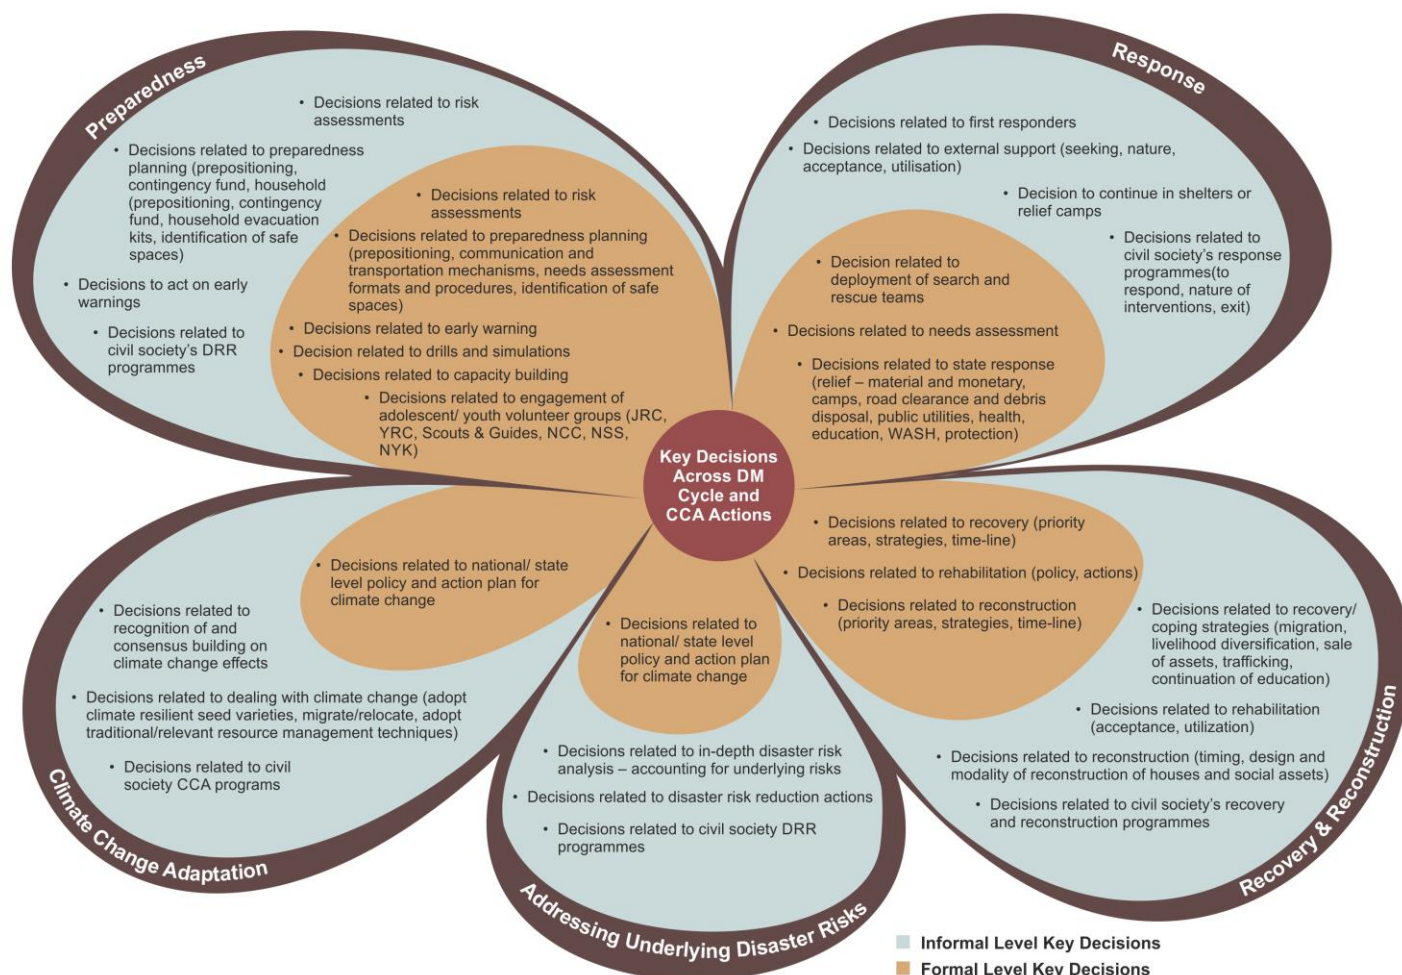 Preparedness
• Decisions related to risk
assessments
• Decisions related to preparedness
planning (prepositioning,
contingency fund, household
(prepositioning, contingency
fund, household evacuation
kits, identification of safe
spaces)
• Decisions to act on early
warnings
• Decisions related to
civil society's DRR
programmes
• Decisions related to risk
assessments
• Decisions related to preparedness planning
(prepositioning, communication and
transportation mechanisms, needs assessment
formats and procedures, identification of safe
spaces)
• Decisions related to early warning
• Decision related to drills and simulations
• Decisions related to capacity building
• Decisions related to engagement of
adolescent/ youth volunteer groups (JRC,
YRC, Scouts & Guides, NCC, NSS,
NYK)
Response
• Decisions related to first responders
• Decisions related to external support (seeking, nature,
acceptance, utilisation)
• Decision to continue in shelters or
relief camps
• Decisions related to
civil society's response
programmes(to
respond, nature of
interventions, exit)
• Decision related to
deployment of search and
rescue teams
• Decisions related to needs assessment
• Decisions related to state response
(relief – material and monetary,
camps, road clearance and debris
disposal, public utilities, health,
education, WASH, protection)
Key Decisions
Across DM
Cycle and
CCA Actions
• Decisions related to national/ state
level policy and action plan for
climate change
• Decisions related to
recognition of and
consensus building on
climate change effects
• Decisions related to dealing with climate change (adopt
climate resilient seed varieties, migrate/relocate, adopt
traditional/relevant resource management techniques)
• Decisions related to civil
society CCA programs
Climate Change Adaptation
• Decisions related to
national/ state level
policy and action plan
for climate change
• Decisions related to in-depth disaster risk
analysis – accounting for underlying risks
• Decisions related to disaster risk reduction actions
• Decisions related to civil society DRR
programmes
Addressing Underlying Disaster Risks
• Decisions related to recovery (priority
areas, strategies, time-line)
• Decisions related to rehabilitation (policy, actions)
• Decisions related to reconstruction
(priority areas, strategies, time-line)
• Decisions related to recovery/
coping strategies (migration,
livelihood diversification, sale
of assets, trafficking,
continuation of education)
• Decisions related to rehabilitation
(acceptance, utilization)
• Decisions related to reconstruction (timing, design and
modality of reconstruction of houses and social assets)
• Decisions related to civil society's recovery
and reconstruction programmes
Recovery & Reconstruction
Informal Level Key Decisions
Formal Level Key Decisions